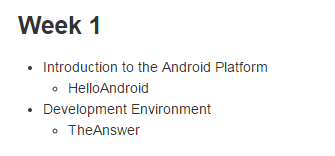 Week 1
Introduction to the Android Platform
HelloAndroid
Development Environment
TheAnswer